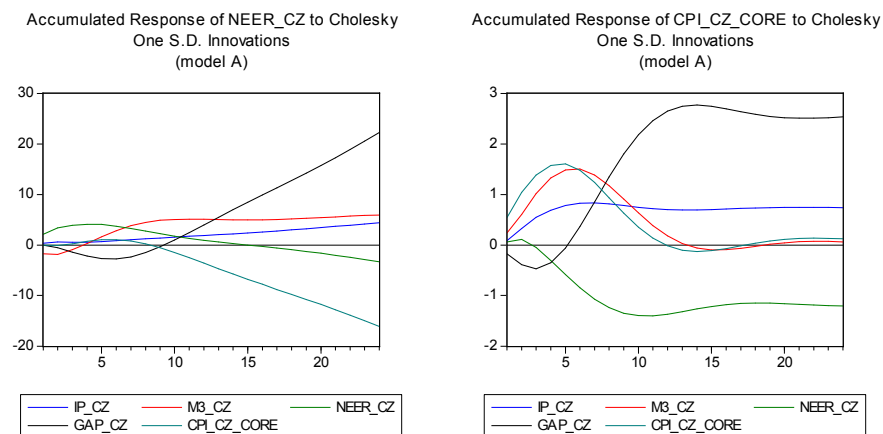 Accumulated Response of NEER_CZ to Cholesky
One S.D. Innovations
(model A)
30
20
10
0
-10
-20
5
10
15
20
IP_CZ
M3_CZ
NEER_CZ
GAP_CZ
CPI_CZ_CORE
Accumulated Response of CPI_CZ_CORE to Cholesky
One S.D. Innovations
(model A)
3
2
1
0
-1
-2
5
10
15
20
IP_CZ
M3_CZ
NEER_CZ
GAP_CZ
CPI_CZ_CORE